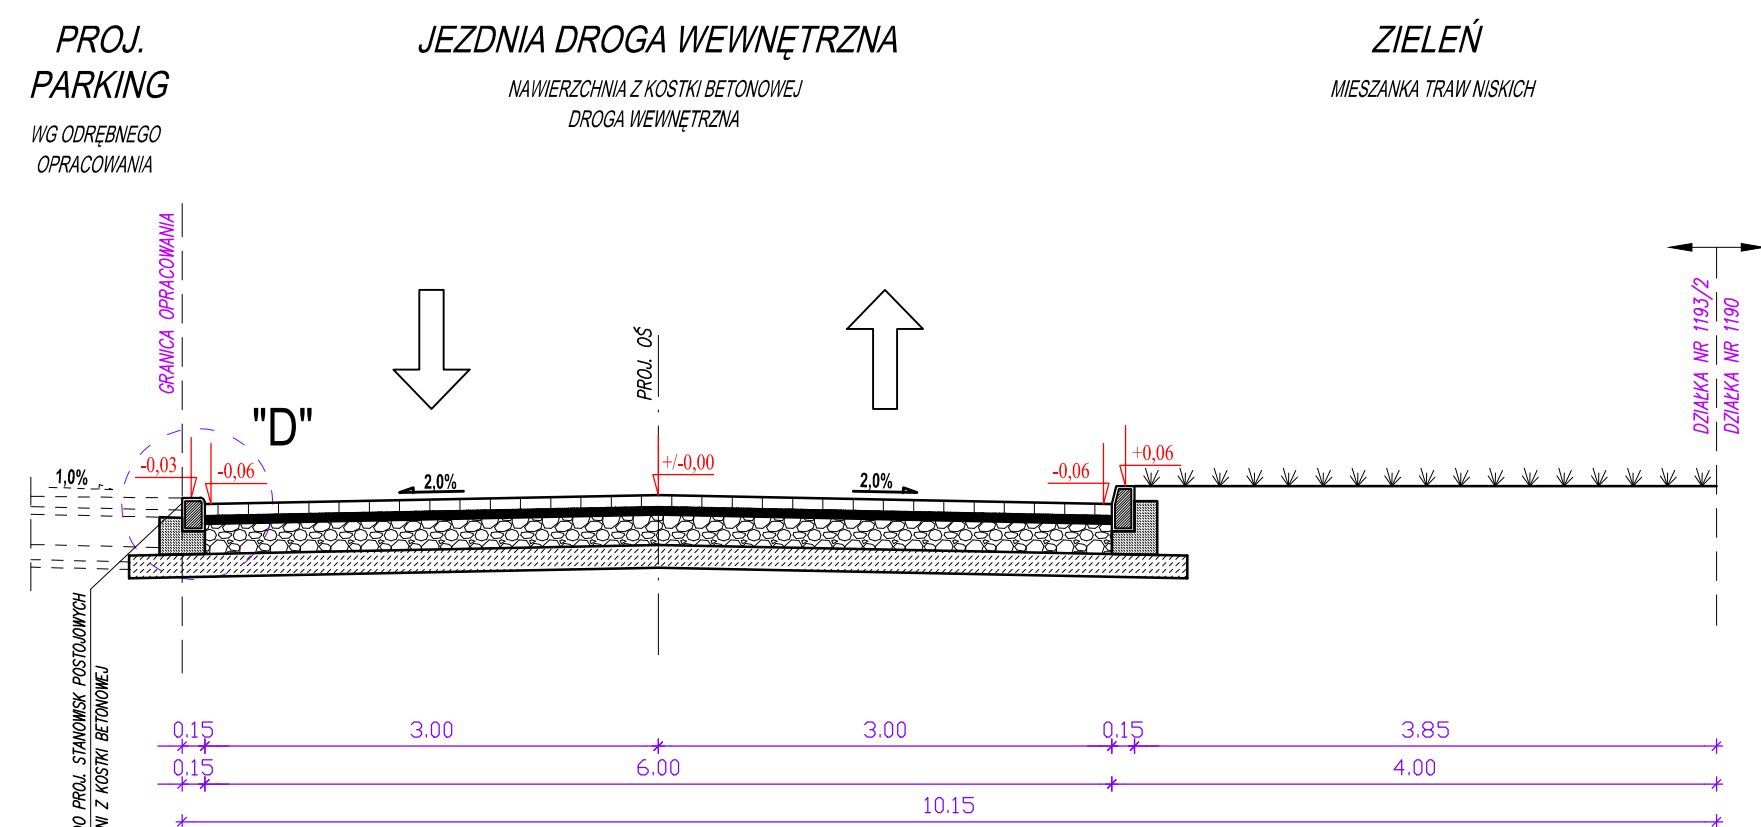 PROJ.
PARKING
WG ODRĘBNEGO
OPRACOWANIA
JEZDNIA DROGA WEWNĘTRZNA
NAWIERZCHNIA Z KOSTKI BETONOWEJ
DROGA WEWNĘTRZNA
ZIELEŃ
MIESZANKA TRAW NISKICH
GRANICA OPRACOWANIA
"D"
PROJ. OŚ
DZIAŁKA NR 1193/2
DZIAŁKA NR 1190
1,0%
-0,03
-0,06
2,0%
+/-0,00
2,0%
-0,06
+0,06
DO PROJ. STANOWISK POSTOJOWYCH
Z KOSTKI BETONOWEJ
0.15
3.00
3.00
0.15
3.85
0.15
6.00
4.00
10.15